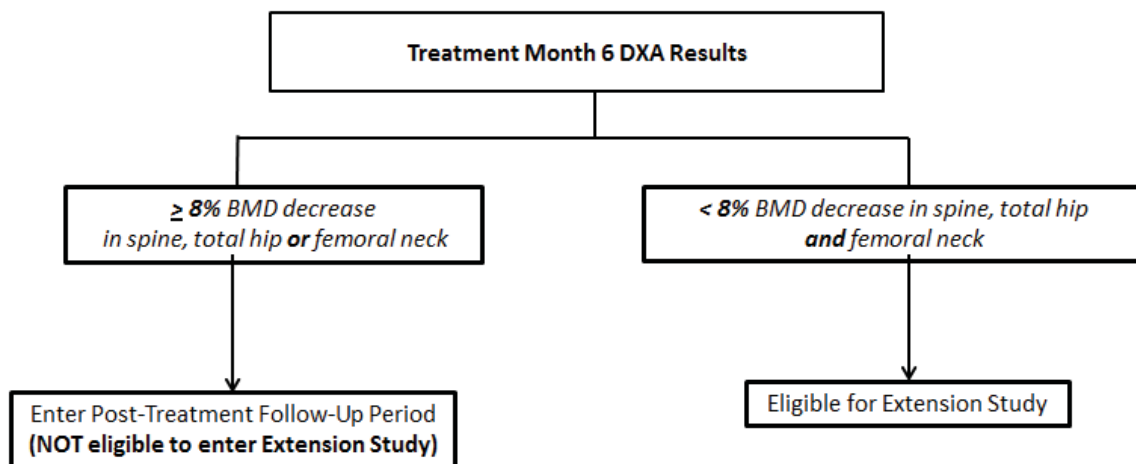 Treatment Month 6 DXA Results
≥ 8% BMD decrease
in spine, total hip or femoral neck
< 8% BMD decrease in spine, total hip
and femoral neck
Enter Post-Treatment Follow-Up Period
(NOT eligible to enter Extension Study)
Eligible for Extension Study